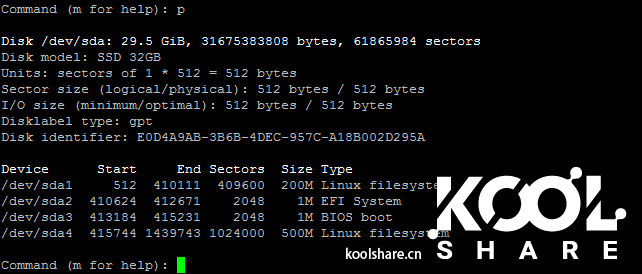 Command (m for help): p
Disk /dev/sda: 29.5 GiB, 31675383808 bytes, 61865984 sectors
Disk model: SSD 32GB
Units: sectors of 1 * 512 = 512 bytes
Sector size (logical/physical): 512 bytes / 512 bytes
I/O size (minimum/optimal): 512 bytes / 512 bytes
Disklabel type: gpt
Disk identifier: E0D4A9AB-3B6B-4DEC-957C-A18B002D295A
Device Start End Sectors Size Type
/dev/sda1 512 410111 409600 200M Linux filesystem
/dev/sda2 410624 412671 2048 1M EFI System
/dev/sda3 413184 415231 2048 1M BIOS boot
/dev/sda4 415744 1439743 1024000 500M Linux filesystem
Command (m for help):
KOOL
SHARE
koolshare.cn